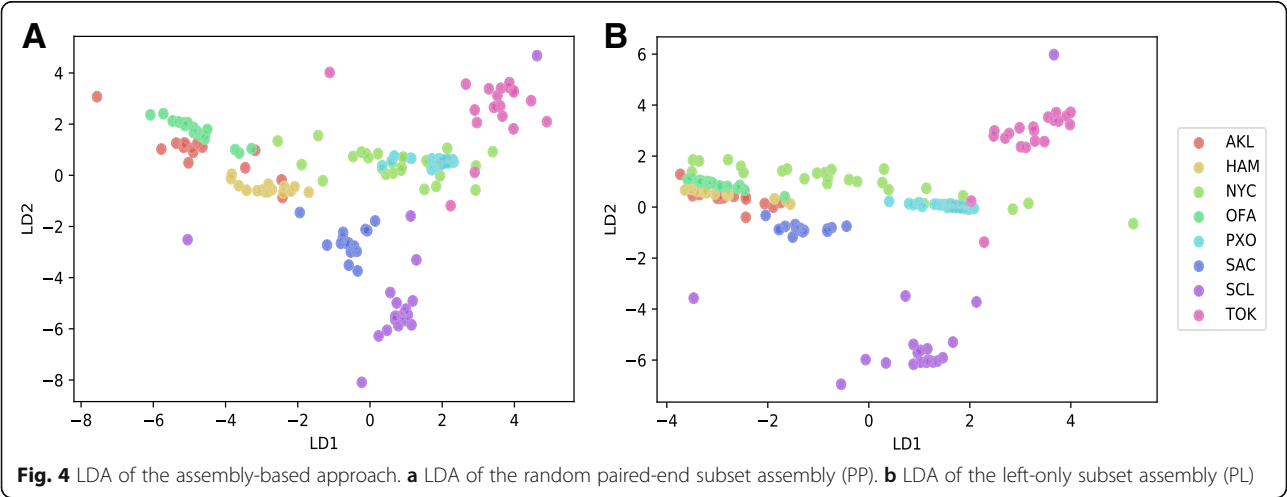 A
B
4
2
0
−2
−4
−6
−8
LD2
−8
−6
−4
−2
0
2
4
LD1
6
4
2
0
−2
−4
−6
LD2
−4
−2
0
2
4
LD1
AKL
HAM
NYC
OFA
PXO
SAC
SCL
TOK
Fig. 4 LDA of the assembly-based approach. a LDA of the random paired-end subset assembly (PP). b LDA of the left-only subset assembly (PL)